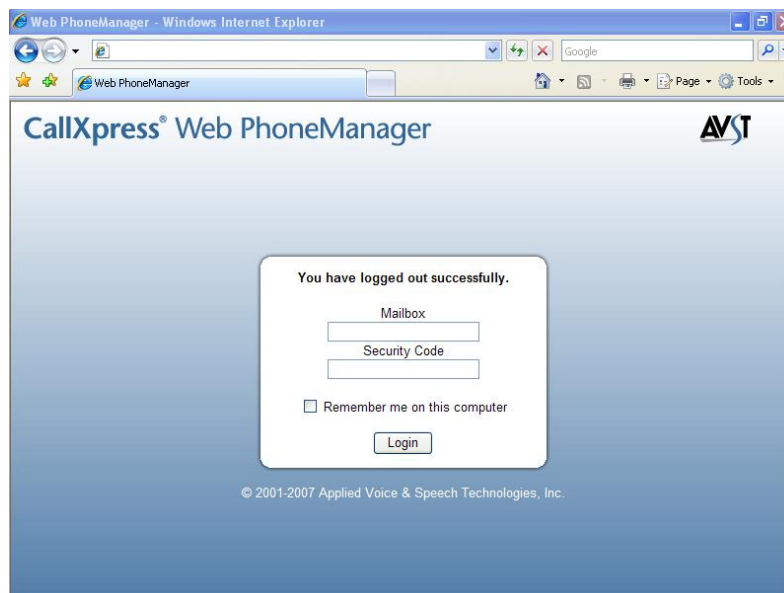 Web PhoneManager - Windows Internet Explorer
Google
Web PhoneManager
Page
Tools
CallXpress® Web PhoneManager
AVST
You have logged out successfully.
Mailbox
Security Code
Remember me on this computer
Login
© 2001-2007 Applied Voice & Speech Technologies, Inc.